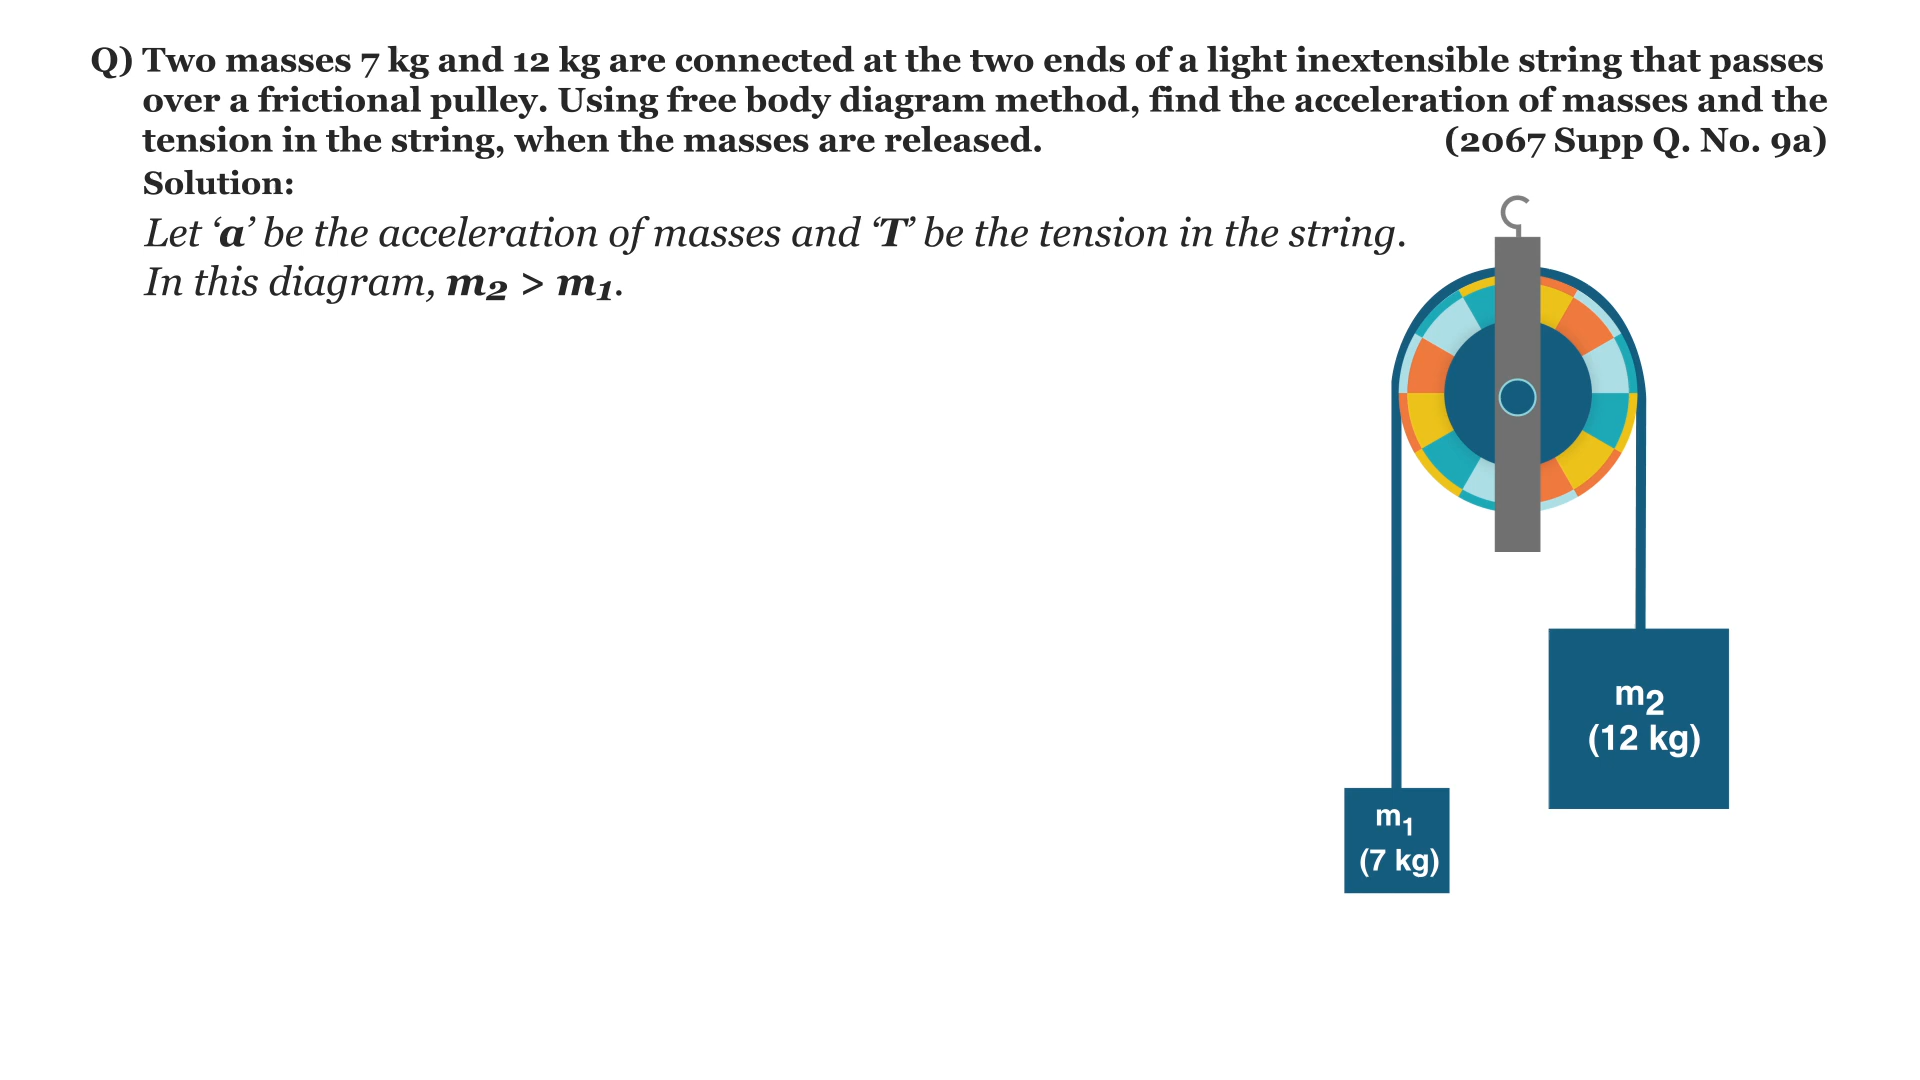 Q) Two masses 7 kg and 12 kg are connected at the two ends of a light inextensible string that passes
over a frictional pulley. Using free body diagram method, find the acceleration of masses and the
tension in the string, when the masses are released. (2067 Supp Q. No. 9a)
Solution:
Let ‘a’ be the acceleration of masses and ‘T’ be the tension in the string.
In this diagram, m2 > m1.
m2
(12 kg)
m1
(7 kg)